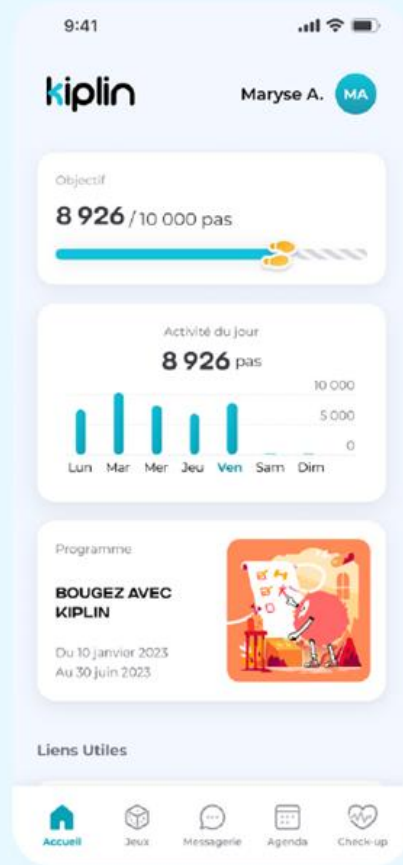 9:41
kiplin
Maryse A. MA
Objectif
8 926 / 10 000 pas
Activité du jour
8 926 pas
10 000
5 000
0
Lun Mar Mer Jeu Ven Sam Dim
Programme
BOUGEZ AVEC
KIPLIN
Du 10 janvier 2023
Au 30 juin 2023
Liens Utiles
Accueil Jeux Messagerie Agenda Check-up